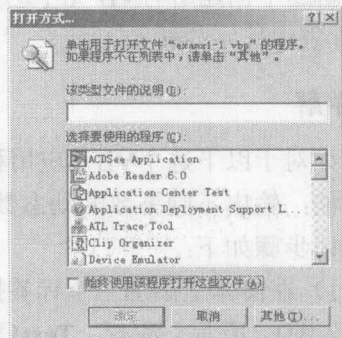 打开方式...
单击用于打开文件“examx1-1.vbp”的程序。
如果程序不在列表中，请单击“其他”。
该类型文件的说明(D):
选择要使用的程序(C):
ACDSee Application
Adobe Reader 6.0
Application Center Test
Application Deployment Support L...
ATL Trace Tool
Clip Organizer
Device Emulator
始终使用该程序打开这些文件(A)
确定
取消
其他(T)...